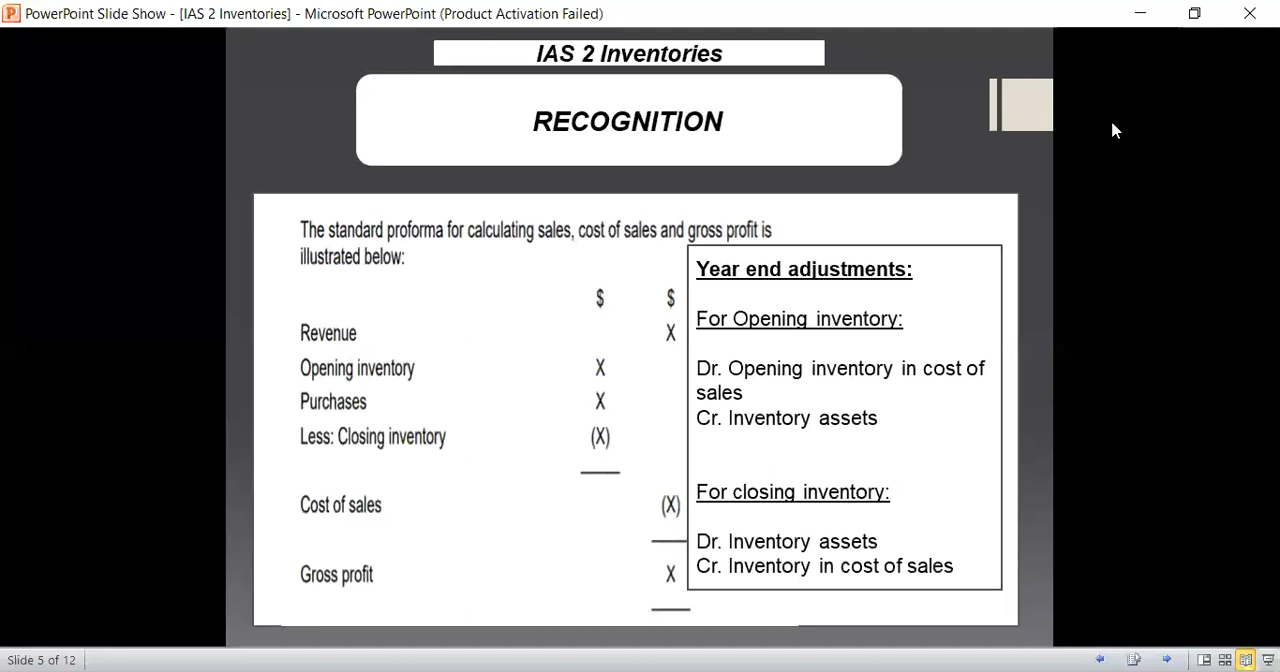 PowerPoint Slide Show - [IAS 2 Inventories] - Microsoft PowerPoint (Product Activation Failed)
IAS 2 Inventories
RECOGNITION
The standard proforma for calculating sales, cost of sales and gross profit is
illustrated below:
$ $
Revenue X
Opening inventory X
Purchases X
Less: Closing inventory (X)
Cost of sales (X)
Gross profit X
Year end adjustments:
For Opening inventory:
Dr. Opening inventory in cost of
sales
Cr. Inventory assets
For closing inventory:
Dr. Inventory assets
Cr. Inventory in cost of sales
Slide 5 of 12